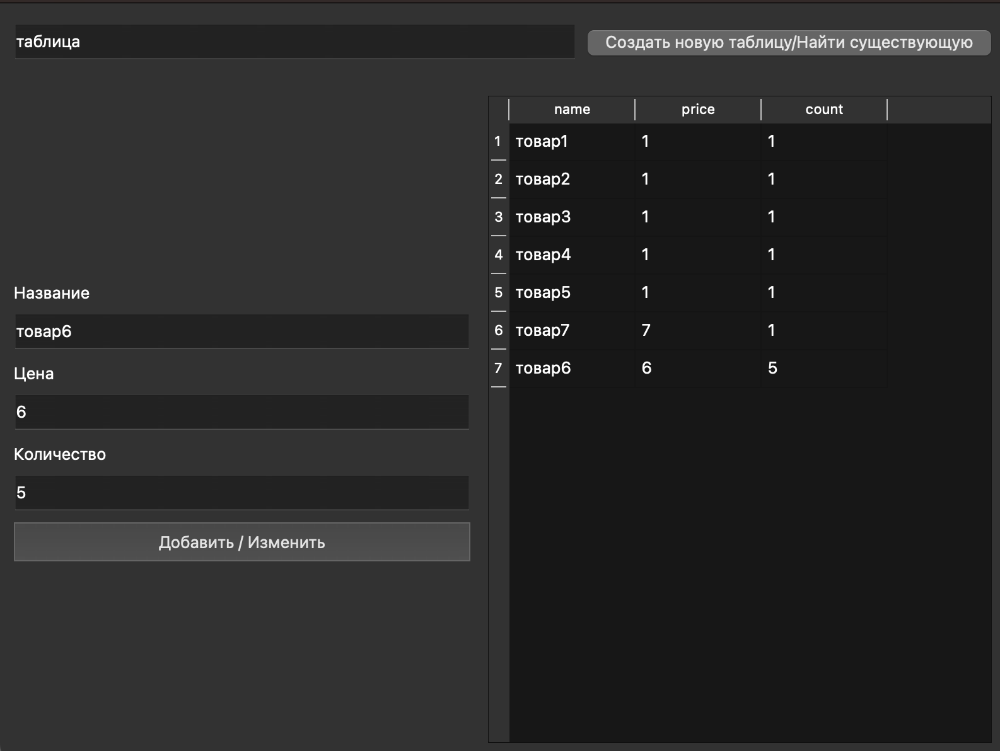 таблица
Создать новую таблицу/Найти существующую
name price count
1 товар1 1 1
2 товар2 1 1
3 товар3 1 1
4 товар4 1 1
5 товар5 1 1
6 товар7 7 1
7 товар6 6 5
Название
товар6
Цена
6
Количество
5
Добавить / Изменить